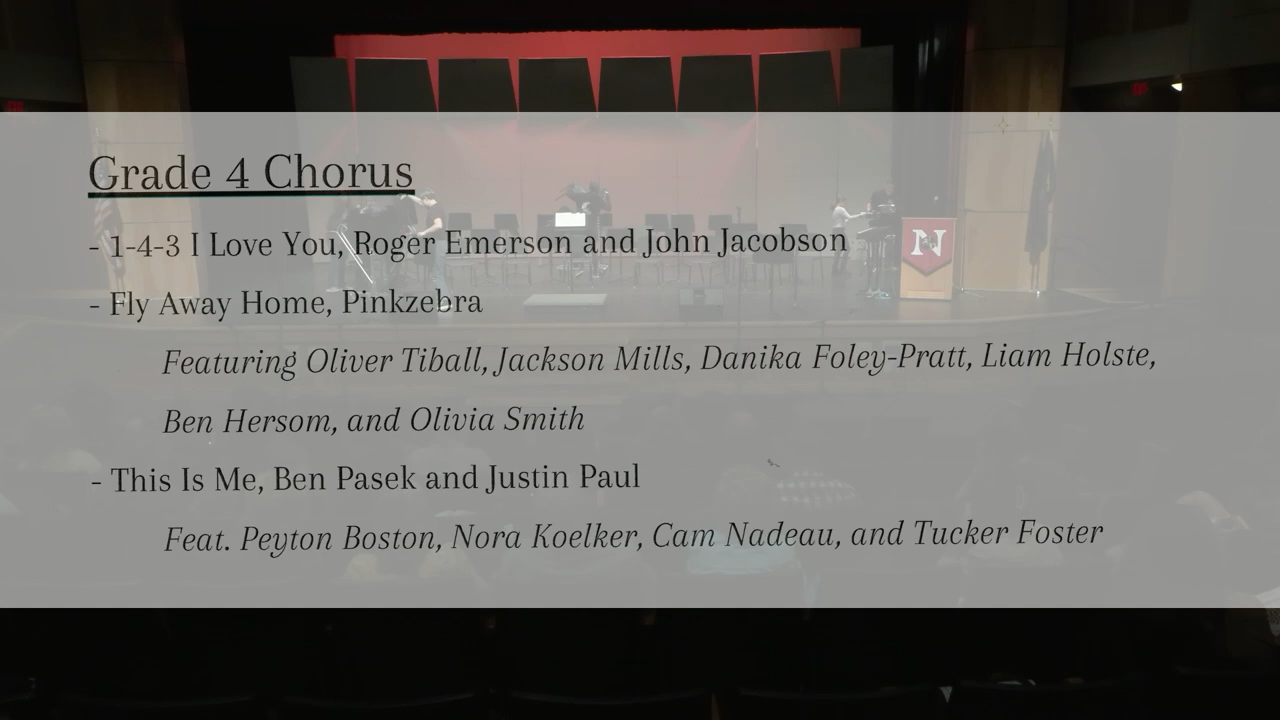 Grade 4 Chorus
- 1-4-3 I Love You, Roger Emerson and John Jacobson
- Fly Away Home, Pinkzebra
Featuring Oliver Tiball, Jackson Mills, Danika Foley-Pratt, Liam Holste,
Ben Hersom, and Olivia Smith
- This Is Me, Ben Pasek and Justin Paul
Feat. Peyton Boston, Nora Koelker, Cam Nadeau, and Tucker Foster
N